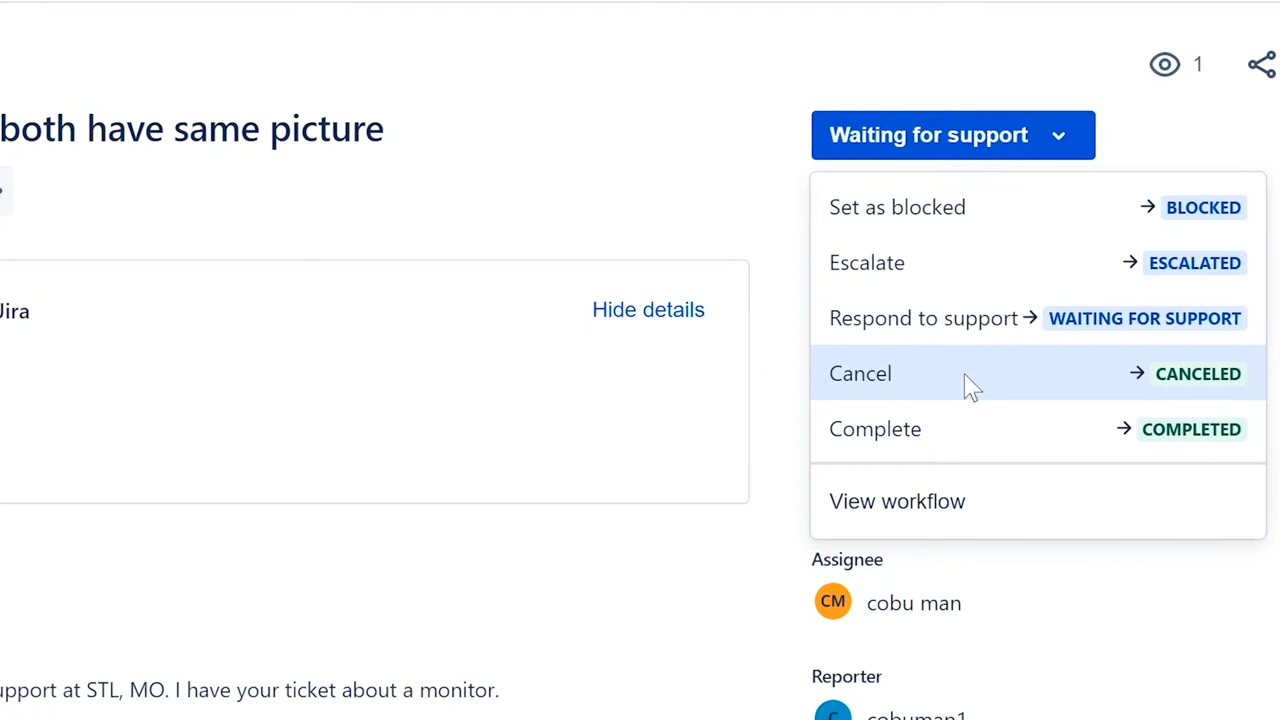 1
both have same picture
Waiting for support
Set as blocked → BLOCKED
Escalate → ESCALATED
Respond to support → WAITING FOR SUPPORT
Cancel → CANCELED
Complete → COMPLETED
View workflow
Jira
Hide details
Assignee
CM cobu man
Reporter
C cobuman1
upport at STL, MO. I have your ticket about a monitor.